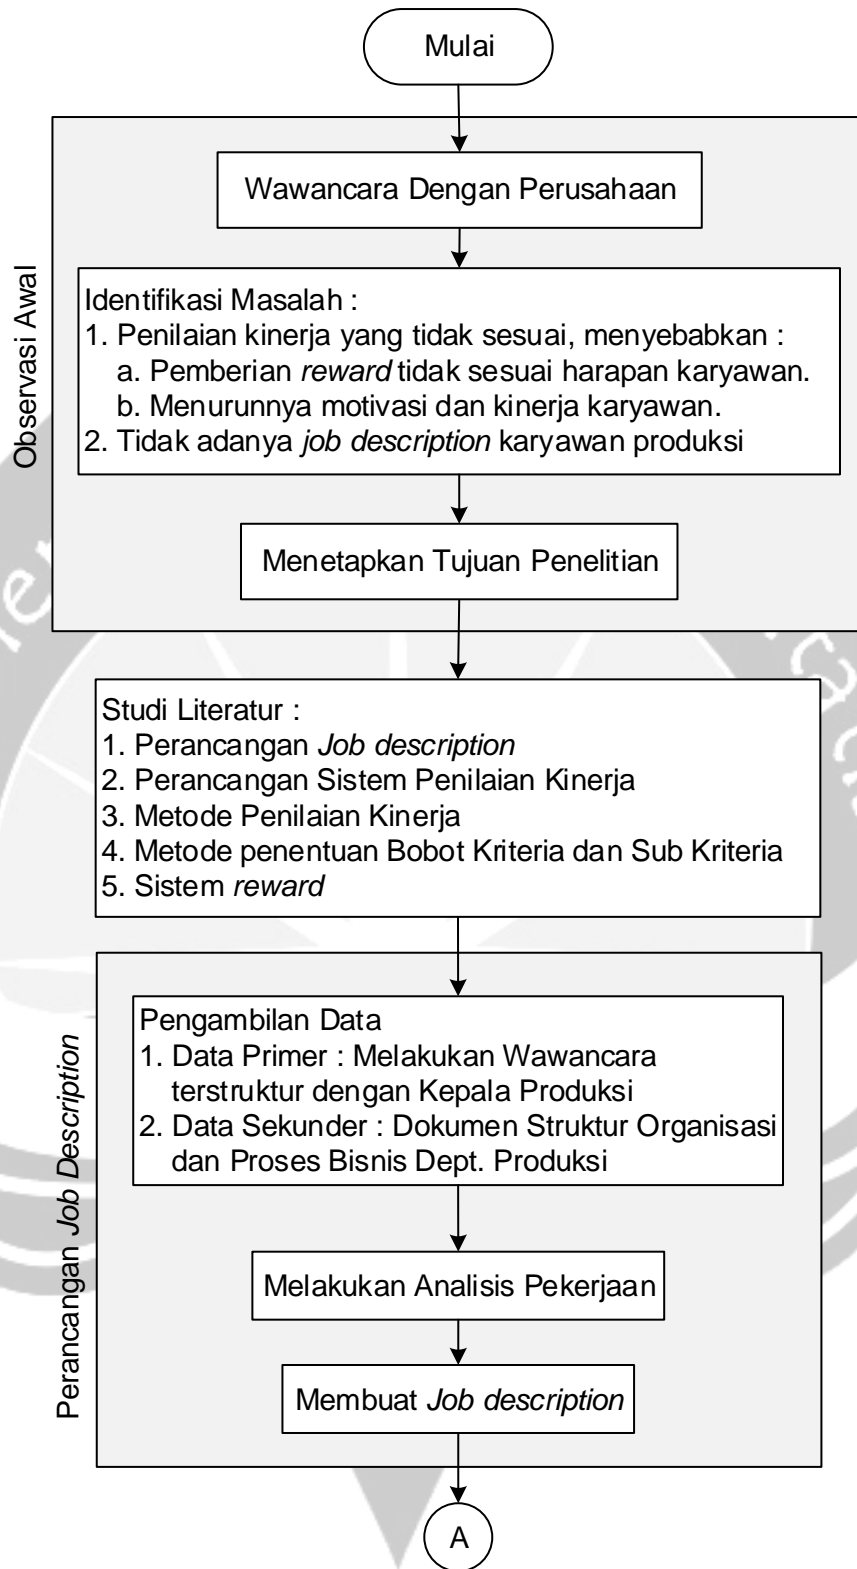 Mulai
Observasi Awal
Wawancara Dengan Perusahaan
Identifikasi Masalah :
1. Penilaian kinerja yang tidak sesuai, menyebabkan :
a. Pemberian reward tidak sesuai harapan karyawan.
b. Menurunnya motivasi dan kinerja karyawan.
2. Tidak adanya job description karyawan produksi
Menetapkan Tujuan Penelitian
Studi Literatur :
1. Perancangan Job description
2. Perancangan Sistem Penilaian Kinerja
3. Metode Penilaian Kinerja
4. Metode penentuan Bobot Kriteria dan Sub Kriteria
5. Sistem reward
Perancangan Job Description
Pengambilan Data
1. Data Primer : Melakukan Wawancara
terstruktur dengan Kepala Produksi
2. Data Sekunder : Dokumen Struktur Organisasi
dan Proses Bisnis Dept. Produksi
Melakukan Analisis Pekerjaan
Membuat Job description
A